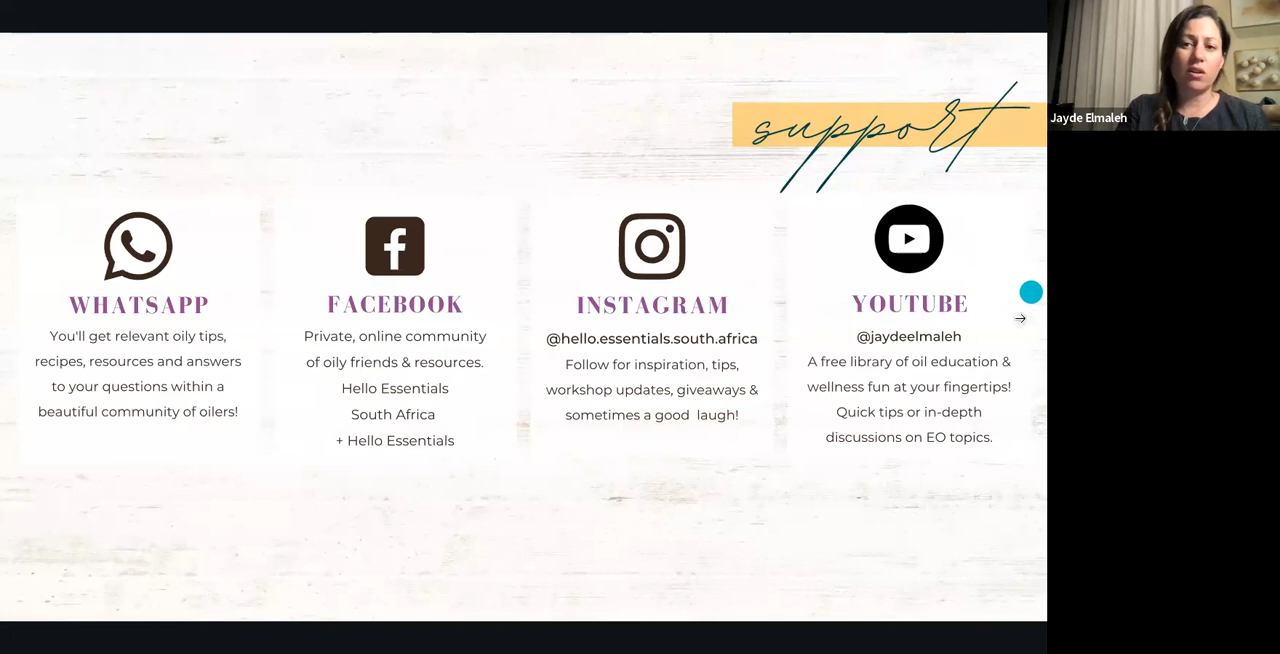 support
Jayde Elmaleh
WHATSAPP
You'll get relevant oily tips,
recipes, resources and answers
to your questions within a
beautiful community of oilers!
FACEBOOK
Private, online community
of oily friends & resources.
Hello Essentials
South Africa
+ Hello Essentials
INSTAGRAM
@hello.essentials.south.africa
Follow for inspiration, tips,
workshop updates, giveaways &
sometimes a good laugh!
YOUTUBE
@jaydeelmaleh
A free library of oil education &
wellness fun at your fingertips!
Quick tips or in-depth
discussions on EO topics.